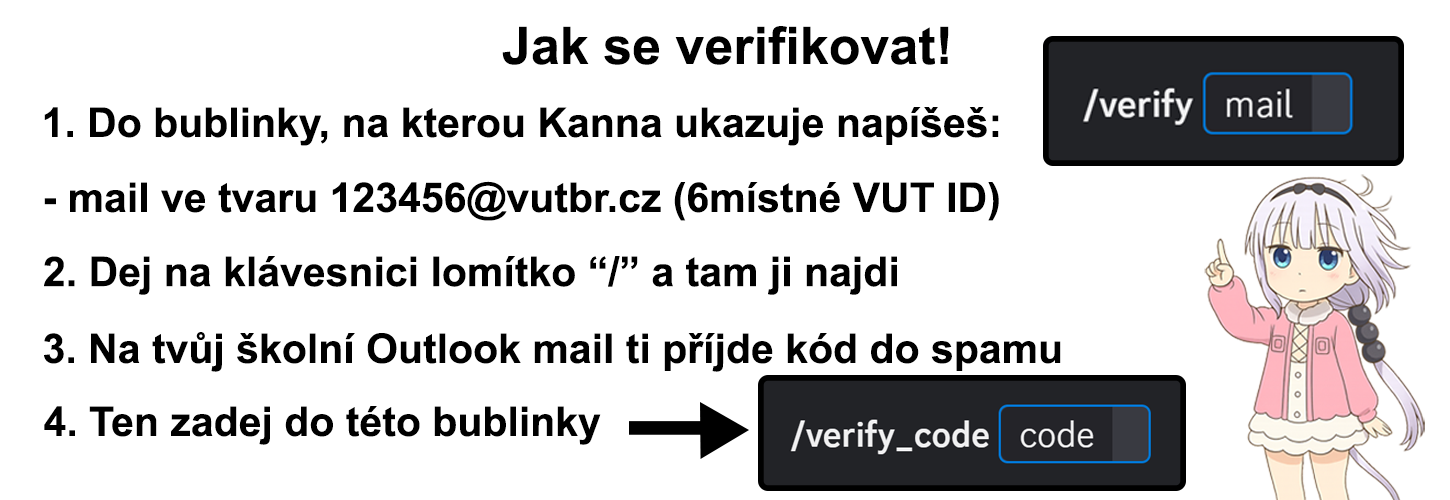 Jak se verifikovat!
/verify mail
1. Do bublinky, na kterou Kanna ukazuje napíšeš:
- mail ve tvaru 123456@vutbr.cz (6místné VUT ID)
2. Dej na klávesnici lomítko “/” a tam ji najdi
3. Na tvůj školní Outlook mail ti příjde kód do spamu
4. Ten zadej do této bublinky
/verify_code code